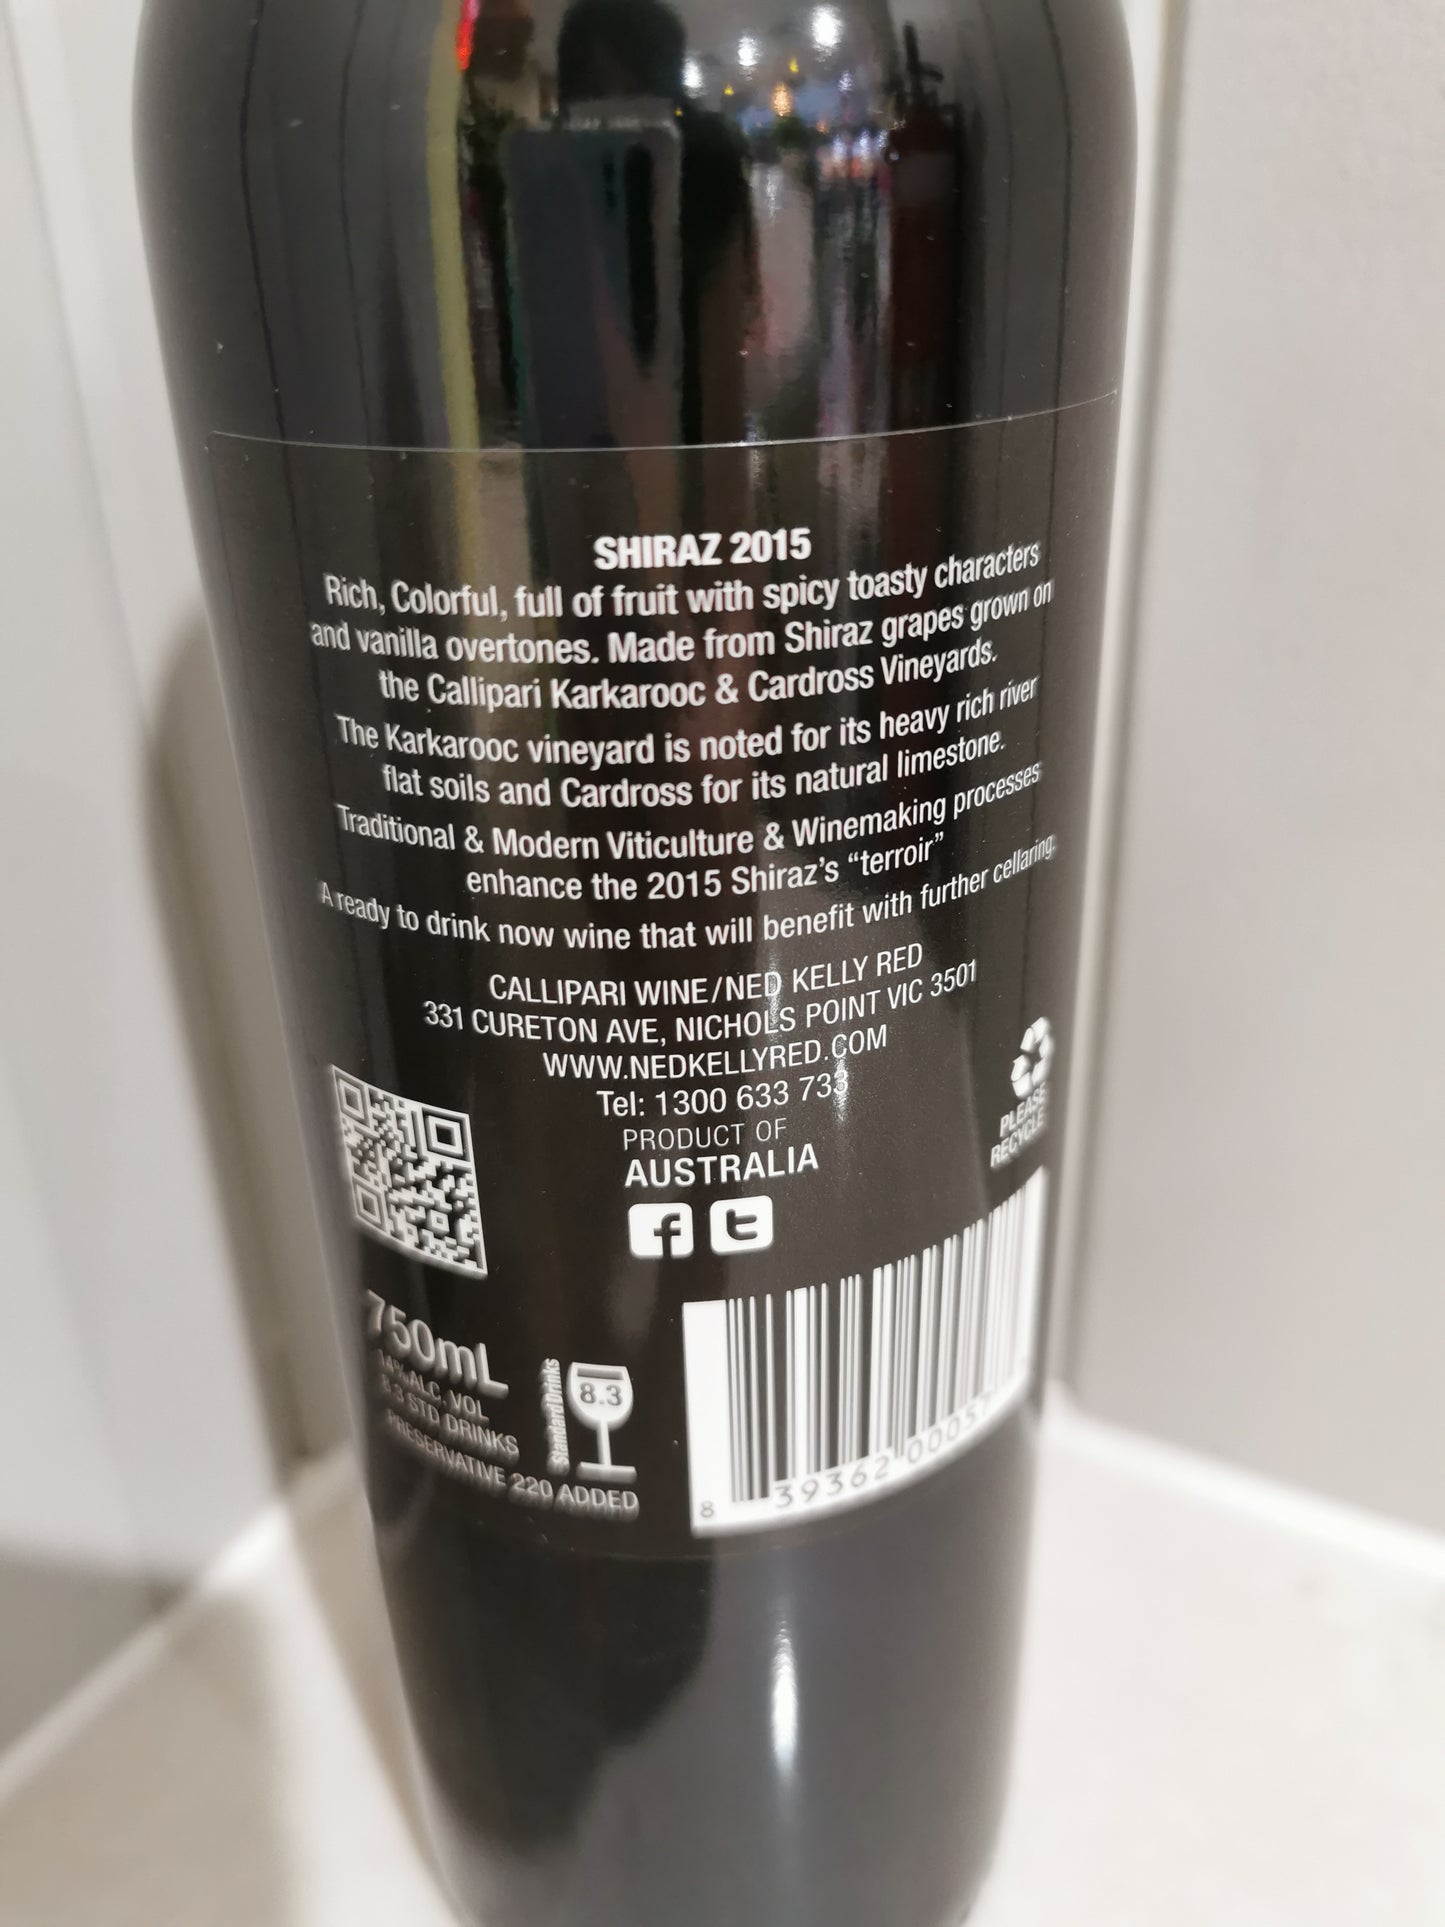 SHIRAZ 2015
Rich, Colorful, full of fruit with spicy toasty characters
and vanilla overtones. Made from Shiraz grapes grown on
the Callipari Karkarooc & Cardross Vineyards.
The Karkarooc vineyard is noted for its heavy rich river
flat soils and Cardross for its natural limestone.
Traditional & Modern Viticulture & Winemaking processes
enhance the 2015 Shiraz's “terroir”
A ready to drink now wine that will benefit with further cellaring.
CALLIPARI WINE/NED KELLY RED
331 CURETON AVE, NICHOLS POINT VIC 3501
WWW.NEDKELLYRED.COM
Tel: 1300 633 733
PRODUCT OF
AUSTRALIA
PLEASE
RECYCLE
750mL
14% ALC. VOL
8.3 STD DRINKS
PRESERVATIVE 220 ADDED
Standard Drinks
8.3
8 39362 00057